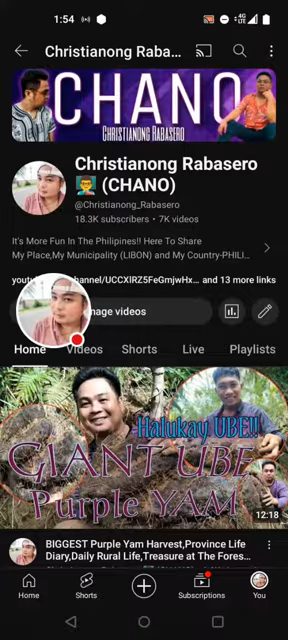 1:54
4G
LTE
Christianong Raba...
CHANO
CHRISTIANONG RABASERO
Christianong Rabasero
(CHANO)
@Christianong_Rabasero
18.3K subscribers • 7K videos
It's More Fun In The Philipines!! Here To Share
My Place,My Municipality (LIBON) and My Country-PHILI...
youtu
hannel/UCCXIRZ5FeGmjwHx... and 13 more links
nage videos
Home
Videos
Shorts
Live
Playlists
Halukay UBE!!
GIANT UBE
Purple YAM
12:18
BIGGEST Purple Yam Harvest,Province Life
Diary,Daily Rural Life,Treasure at The Fores...
Home
Shorts
Subscriptions
You